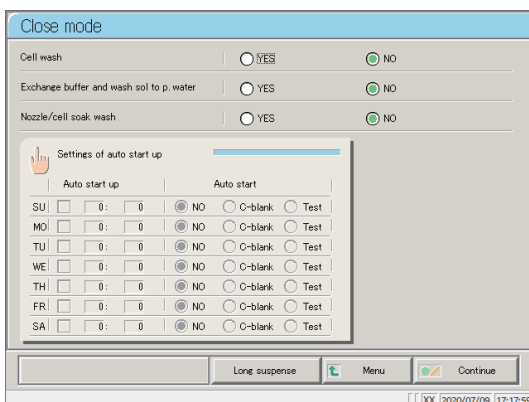 Close mode
Cell wash YES NO
Exchange buffer and wash sol to p. water YES NO
Nozzle/cell soak wash YES NO
Settings of auto start up
Auto start up Auto start
SU 0: 0 NO C-blank Test
MO 0: 0 NO C-blank Test
TU 0: 0 NO C-blank Test
WE 0: 0 NO C-blank Test
TH 0: 0 NO C-blank Test
FR 0: 0 NO C-blank Test
SA 0: 0 NO C-blank Test
Long suspense Menu Continue
XX 2020/07/09 17:17:55